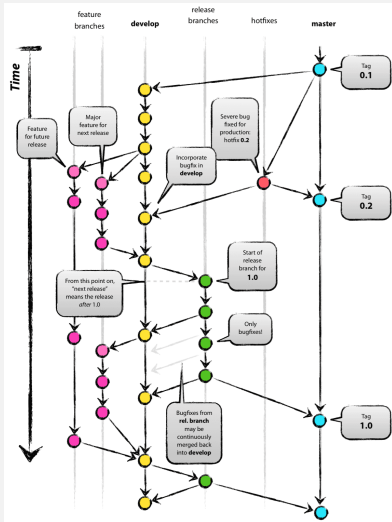 feature
branches
develop
release
branches
hotfixes
master
Time
Tag
0.1
Major
feature for
next release
Feature
for future
release
Severe bug
fixed for
production:
hotfix 0.2
Incorporate
bugfix in
develop
Tag
0.2
Start of
release
branch for
1.0
From this point on,
“next release”
means the release
after 1.0
Only
bugfixes!
Bugfixes from
rel. branch
may be
continuously
merged back
into develop
Tag
1.0